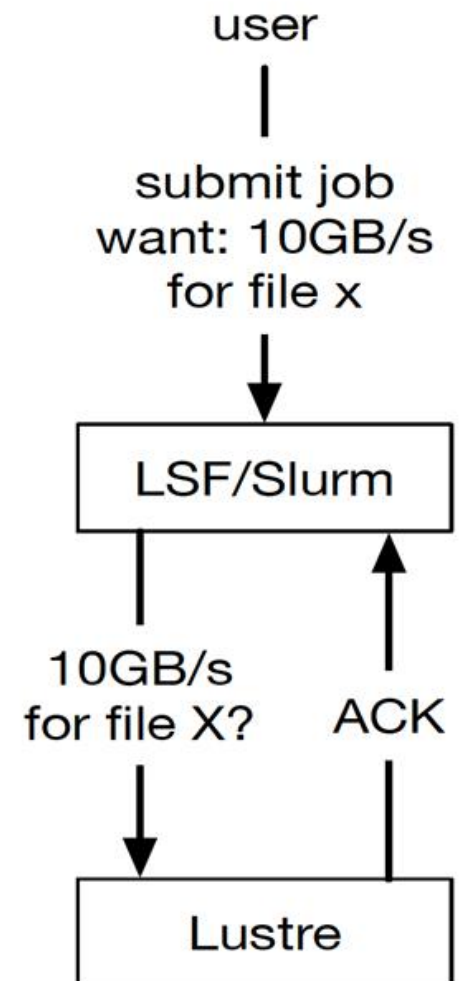 user
submit job
want: 10GB/s
for file x
LSF/Slurm
10GB/s
for file X?
ACK
Lustre